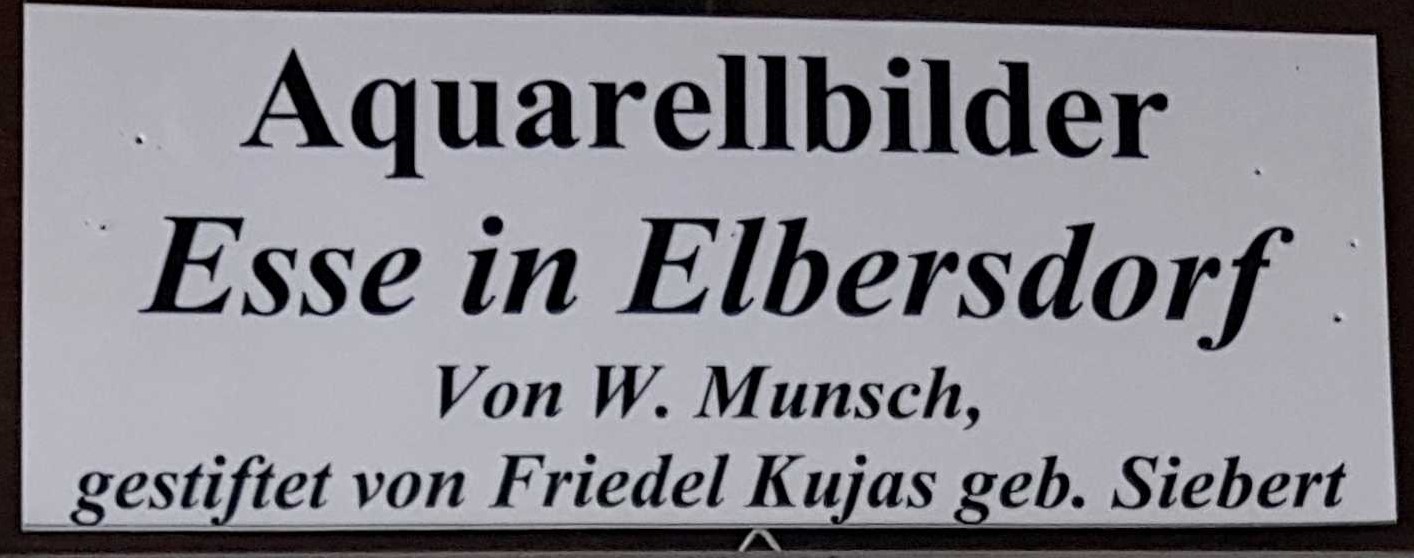 Aquarellbilder
Esse in Elbersdorf
Von W. Munsch,
gestiftet von Friedel Kujas geb. Siebert